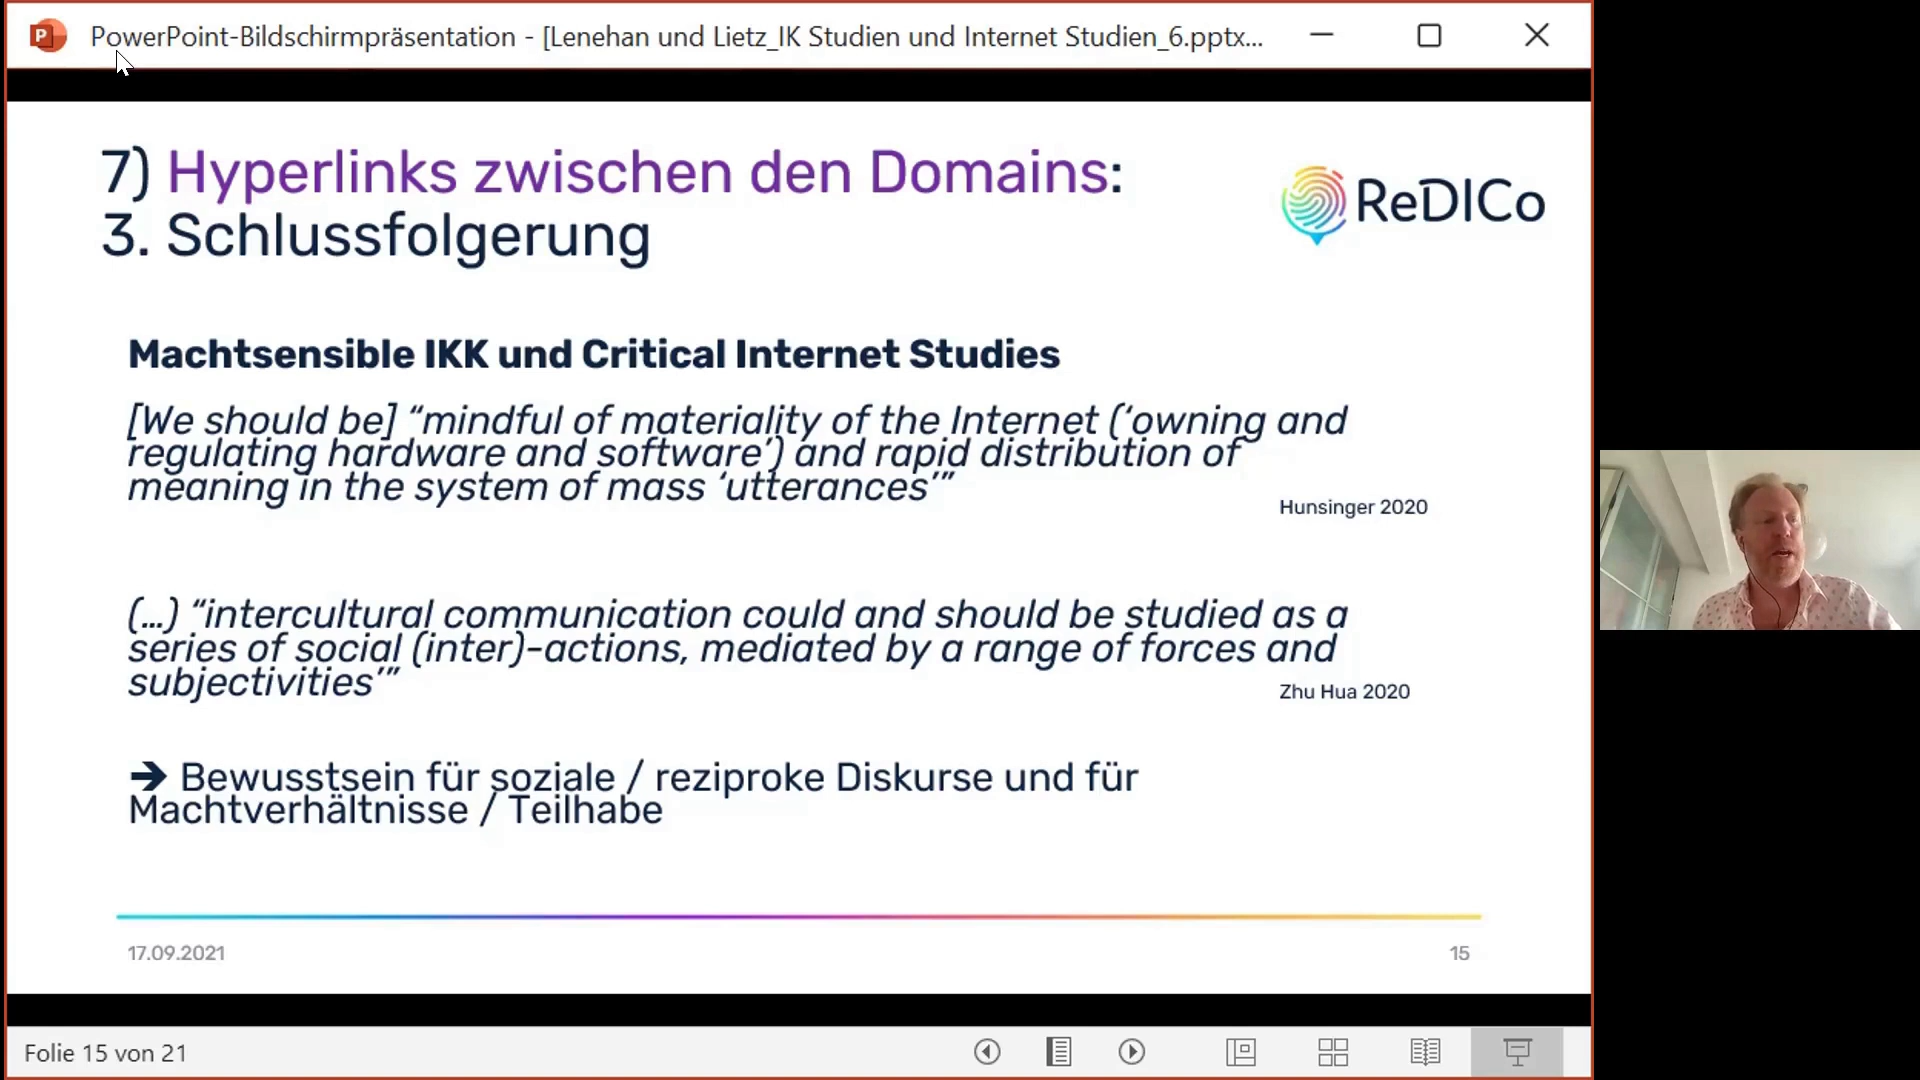 PowerPoint-Bildschirmpräsentation - [Lenehan und Lietz_IK Studien und Internet Studien_6.pptx...
7) Hyperlinks zwischen den Domains:
3. Schlussfolgerung
ReDICo
Machtsensible IKK und Critical Internet Studies
[We should be] “mindful of materiality of the Internet (‘owning and
regulating hardware and software’) and rapid distribution of
meaning in the system of mass ‘utterances’”
Hunsinger 2020
(…) “intercultural communication could and should be studied as a
series of social (inter)-actions, mediated by a range of forces and
subjectivities’”
Zhu Hua 2020
➔ Bewusstsein für soziale / reziproke Diskurse und für
Machtverhältnisse / Teilhabe
17.09.2021
15
Folie 15 von 21